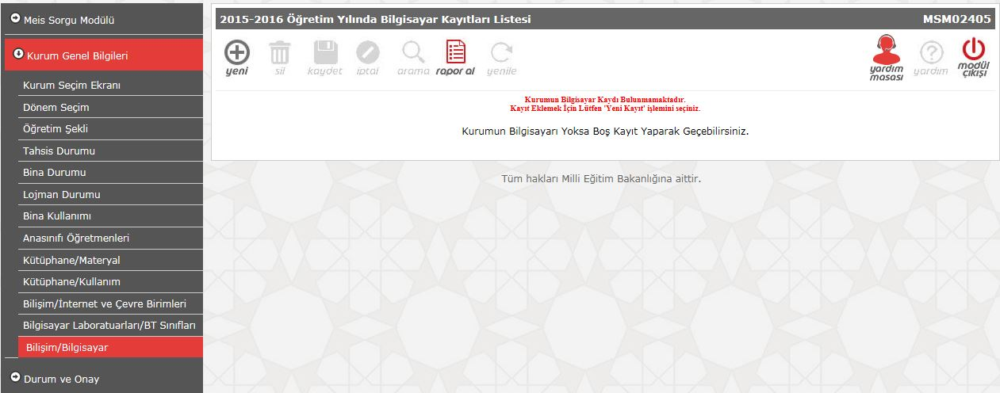 Meis Sorgu Modülü
Kurum Genel Bilgileri
Kurum Seçim Ekranı
Dönem Seçim
Öğretim Şekli
Tahsis Durumu
Bina Durumu
Lojman Durumu
Bina Kullanımı
Anasınıfı Öğretmenleri
Kütüphane/Materyal
Kütüphane/Kullanım
Bilişim/İnternet ve Çevre Birimleri
Bilgisayar Laboratuarları/BT Sınıfları
Bilişim/Bilgisayar
Durum ve Onay
2015-2016 Öğretim Yılında Bilgisayar Kayıtları Listesi MSM02405
yeni sil kaydet iptal arama rapor al yenile yardım masası yardım modül çıkışı
Kurumun Bilgisayar Kaydı Bulunmamaktadır.
Kayıt Eklemek İçin Lütfen 'Yeni Kayıt' işlemini seçiniz.
Kurumun Bilgisayarı Yoksa Boş Kayıt Yaparak Geçebilirsiniz.
Tüm hakları Milli Eğitim Bakanlığına aittir.